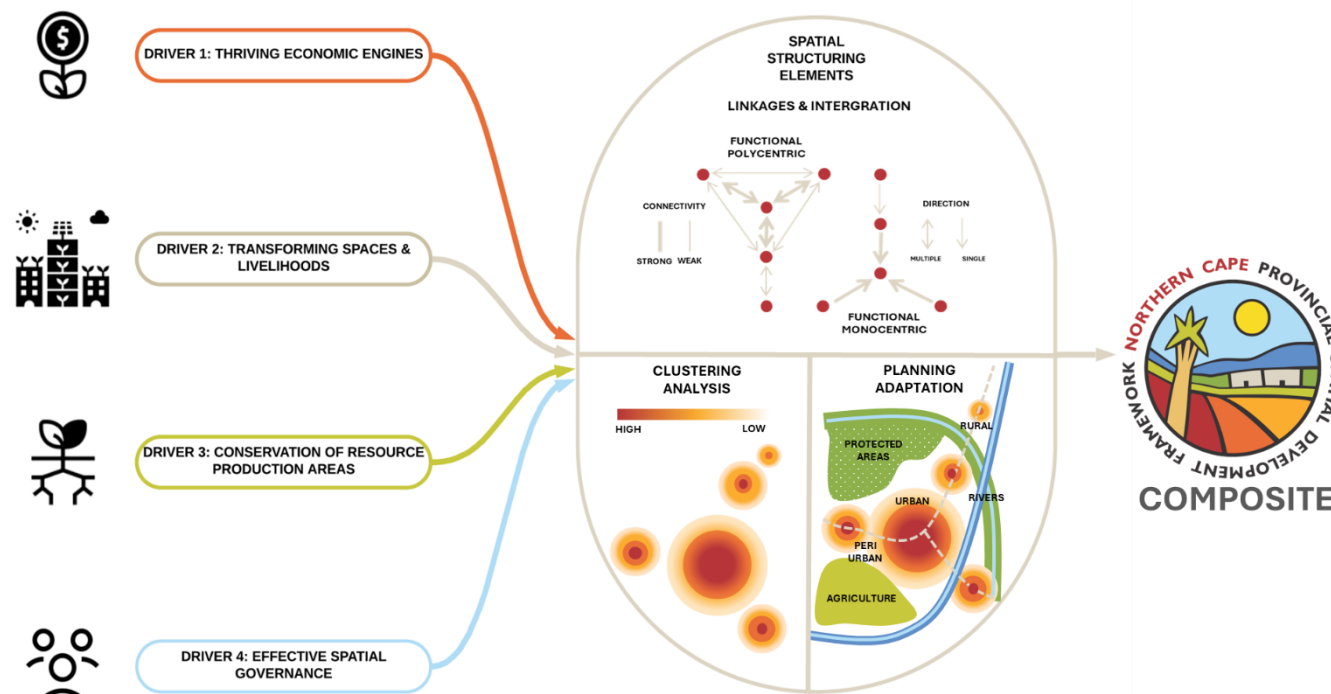 DRIVER 1: THRIVING ECONOMIC ENGINES
DRIVER 2: TRANSFORMING SPACES &
LIVELIHOODS
DRIVER 3: CONSERVATION OF RESOURCE
PRODUCTION AREAS
DRIVER 4: EFFECTIVE SPATIAL
GOVERNANCE
SPATIAL
STRUCTURING
ELEMENTS
LINKAGES & INTERGRATION
FUNCTIONAL
POLYCENTRIC
CONNECTIVITY
STRONG WEAK
DIRECTION
MULTIPLE SINGLE
FUNCTIONAL
MONOCENTRIC
CLUSTERING
ANALYSIS
HIGH LOW
PLANNING
ADAPTATION
RURAL
PROTECTED
AREAS
URBAN
RIVERS
PERI
URBAN
AGRICULTURE
$
NORTHERN CAPE PROVINCIAL SPATIAL DEVELOPMENT FRAMEWORK
COMPOSITE